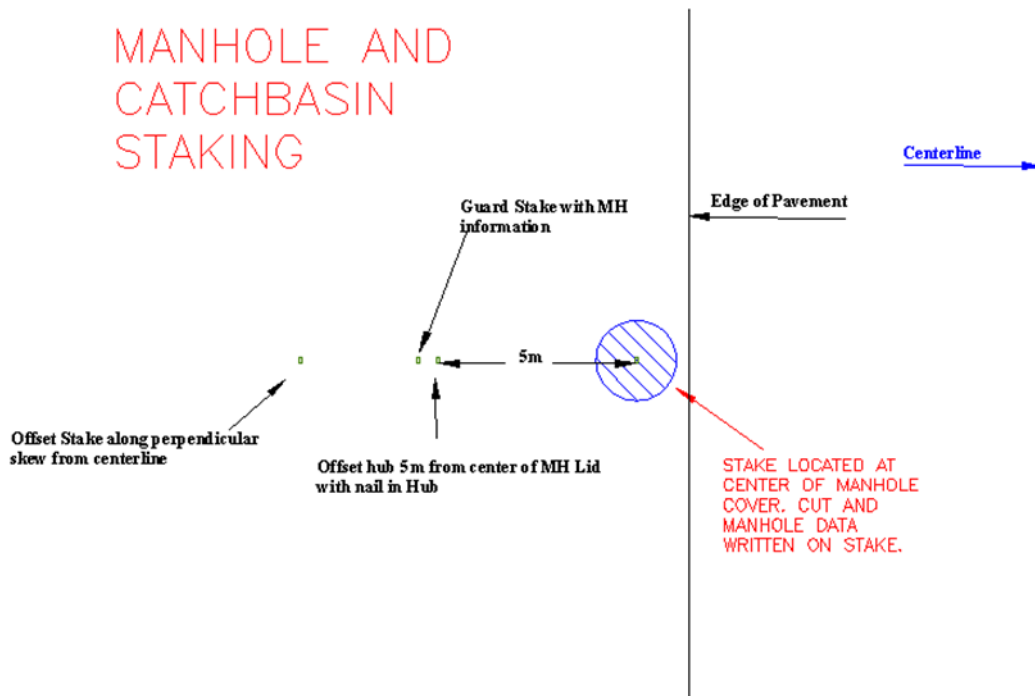 MANHOLE AND
CATCHBASIN
STAKING
Centerline
Guard Stake with MH
information
Edge of Pavement
5m
Offset Stake along perpendicular
skew from centerline
Offset hub 5m from center of MH Lid
with nail in Hub
STAKE LOCATED AT
CENTER OF MANHOLE
COVER. CUT AND
MANHOLE DATA
WRITTEN ON STAKE.